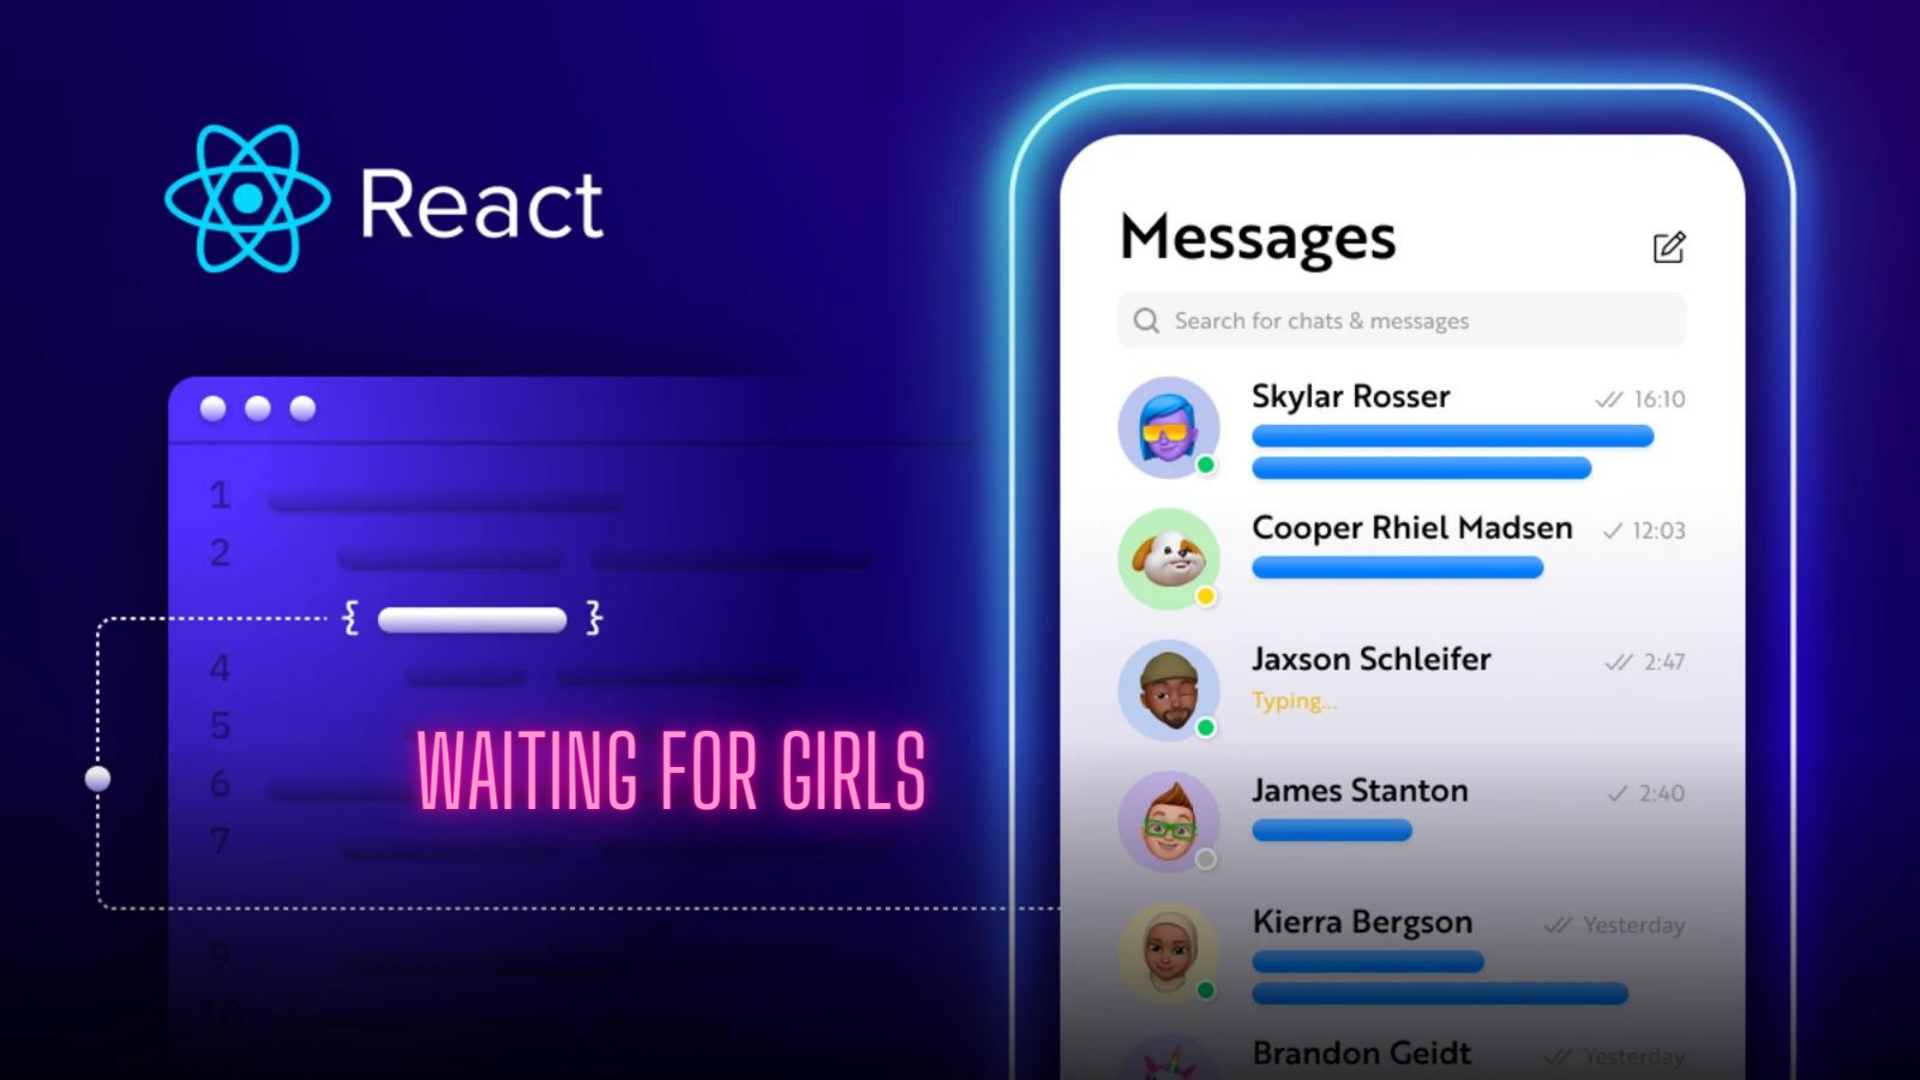 React
1
2
{ }
4
5
6
7
9
10
WAITING FOR GIRLS
Messages
Search for chats & messages
Skylar Rosser
16:10
Cooper Rhiel Madsen
12:03
Jaxson Schleifer
2:47
Typing...
James Stanton
2:40
Kierra Bergson
Yesterday
Brandon Geidt
Yesterday